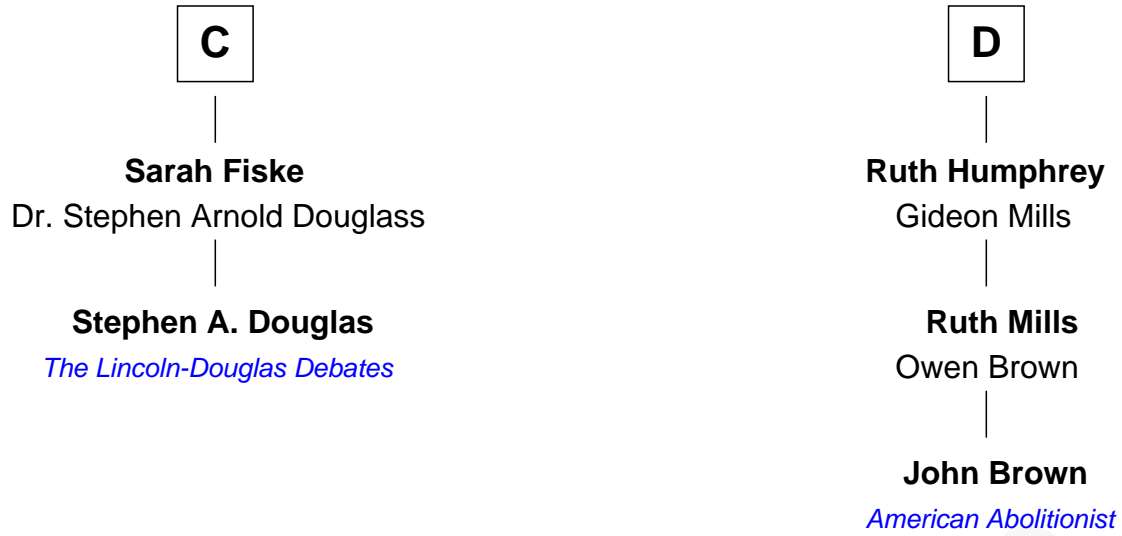 C
Sarah Fiske
Dr. Stephen Arnold Douglass
Stephen A. Douglas
The Lincoln-Douglas Debates
D
Ruth Humphrey
Gideon Mills
Ruth Mills
Owen Brown
John Brown
American Abolitionist